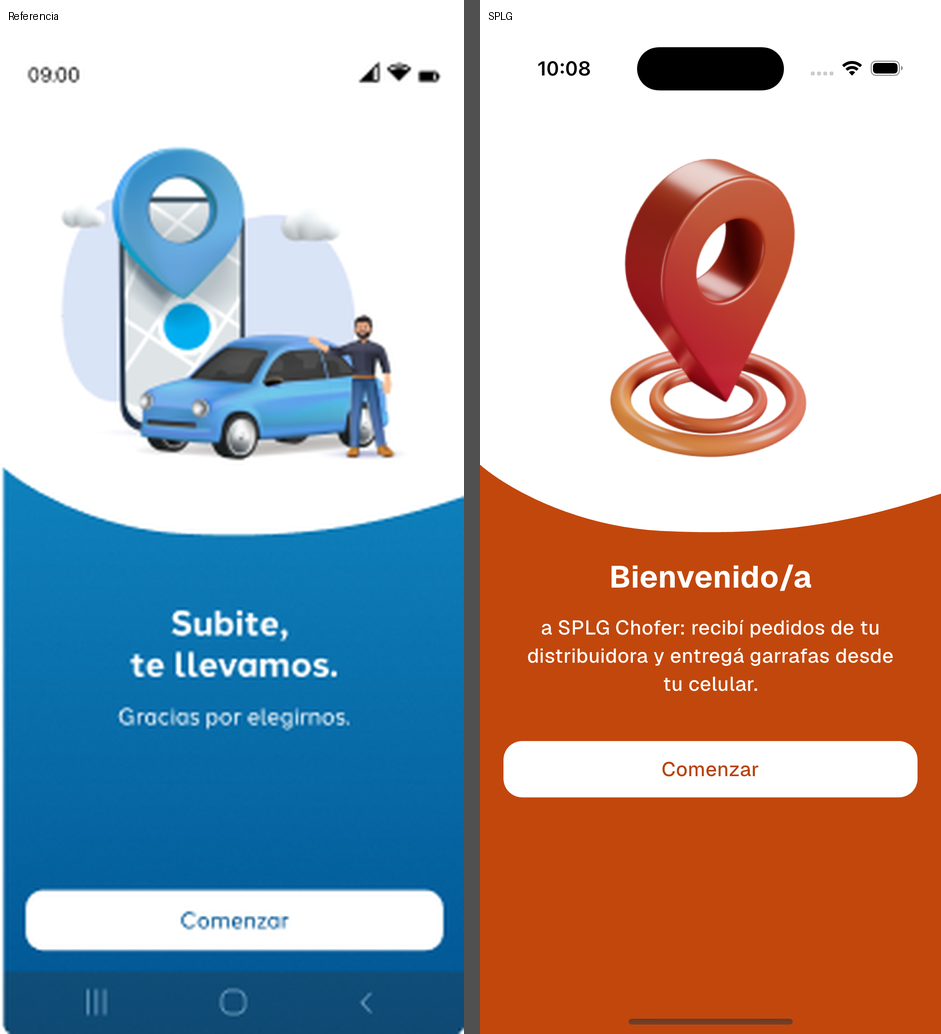 Referencia
09:00
Subite,
te llevamos.
Gracias por elegirnos.
Comenzar
SPLG
10:08
Bienvenido/a
a SPLG Chofer: recibí pedidos de tu
distribuidora y entregá garrafas desde
tu celular.
Comenzar